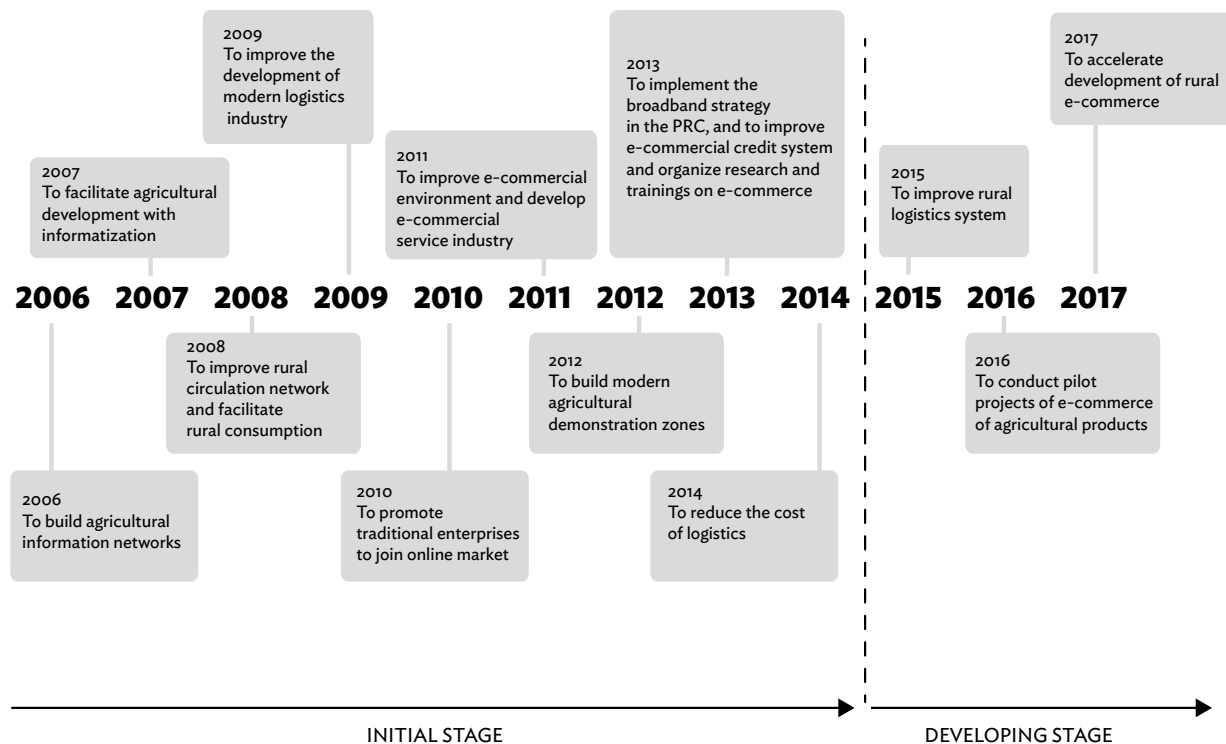 2009
To improve the
development of
modern logistics
industry
2017
To accelerate
development of rural
e-commerce
2013
To implement the
broadband strategy
in the PRC, and to improve
e-commercial credit system
and organize research and
trainings on e-commerce
2011
To improve e-commercial
environment and develop
e-commercial
service industry
2007
To facilitate agricultural
development with
informatization
2015
To improve rural
logistics system
2006 2007 2008 2009 2010 2011 2012 2013 2014 2015 2016 2017
2008
To improve rural
circulation network
and facilitate
rural consumption
2012
To build modern
agricultural
demonstration zones
2016
To conduct pilot
projects of e-commerce
of agricultural products
2006
To build agricultural
information networks
2010
To promote
traditional enterprises
to join online market
2014
To reduce the cost
of logistics
INITIAL STAGE
DEVELOPING STAGE